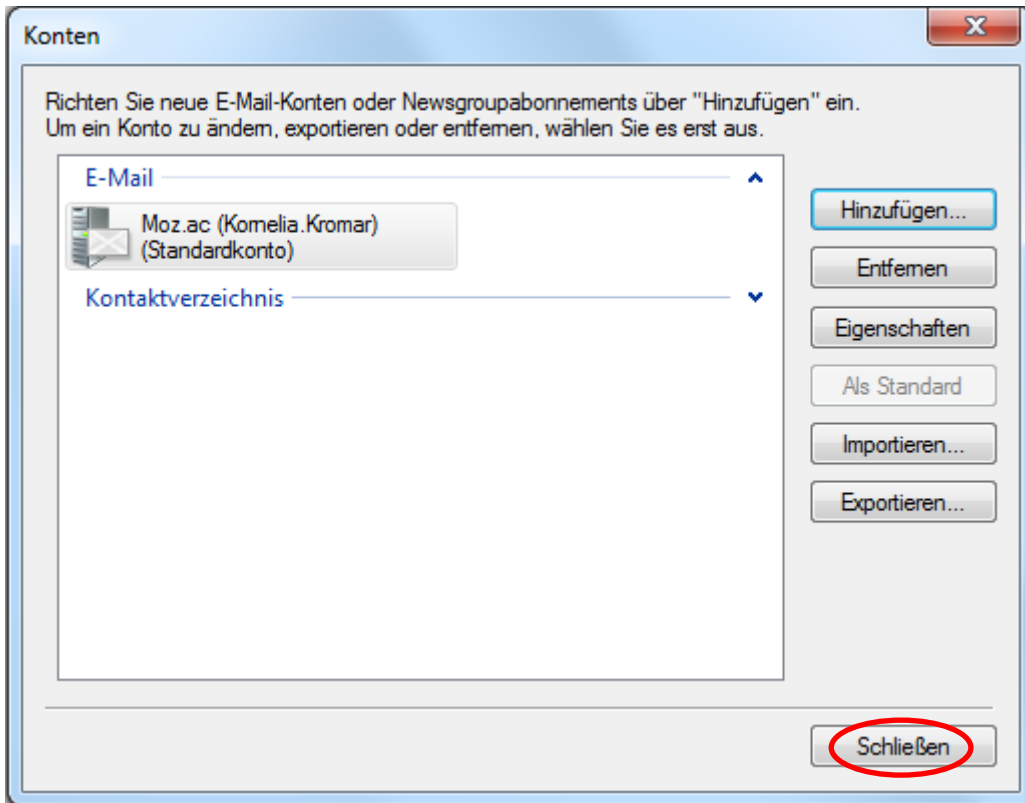 Konten
Richten Sie neue E-Mail-Konten oder Newsgroupabonnements über "Hinzufügen" ein.
Um ein Konto zu ändern, exportieren oder entfernen, wählen Sie es erst aus.
E-Mail
Moz.ac (Kornelia.Kromar)
(Standardkonto)
Kontaktverzeichnis
Hinzufügen...
Entfernen
Eigenschaften
Als Standard
Importieren...
Exportieren...
Schließen